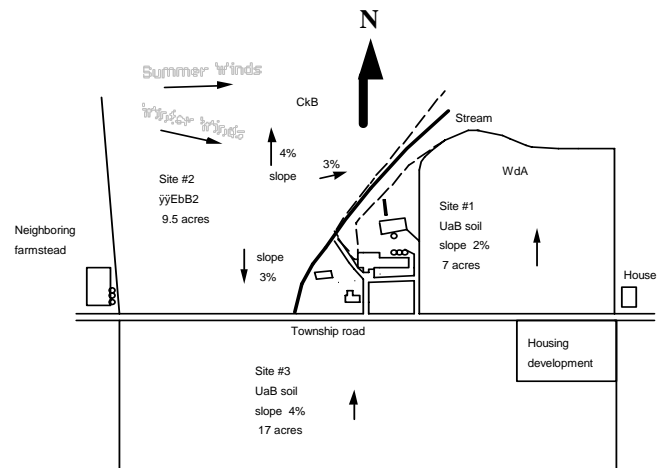 N
Summer Winds
Winter Winds
CkB
Stream
4%
slope
3%
WdA
Site #2
ÿÿEbB2
9.5 acres
Site #1
UaB soil
slope 2%
7 acres
Neighboring
farmstead
slope
3%
House
Township road
Housing
development
Site #3
UaB soil
slope 4%
17 acres